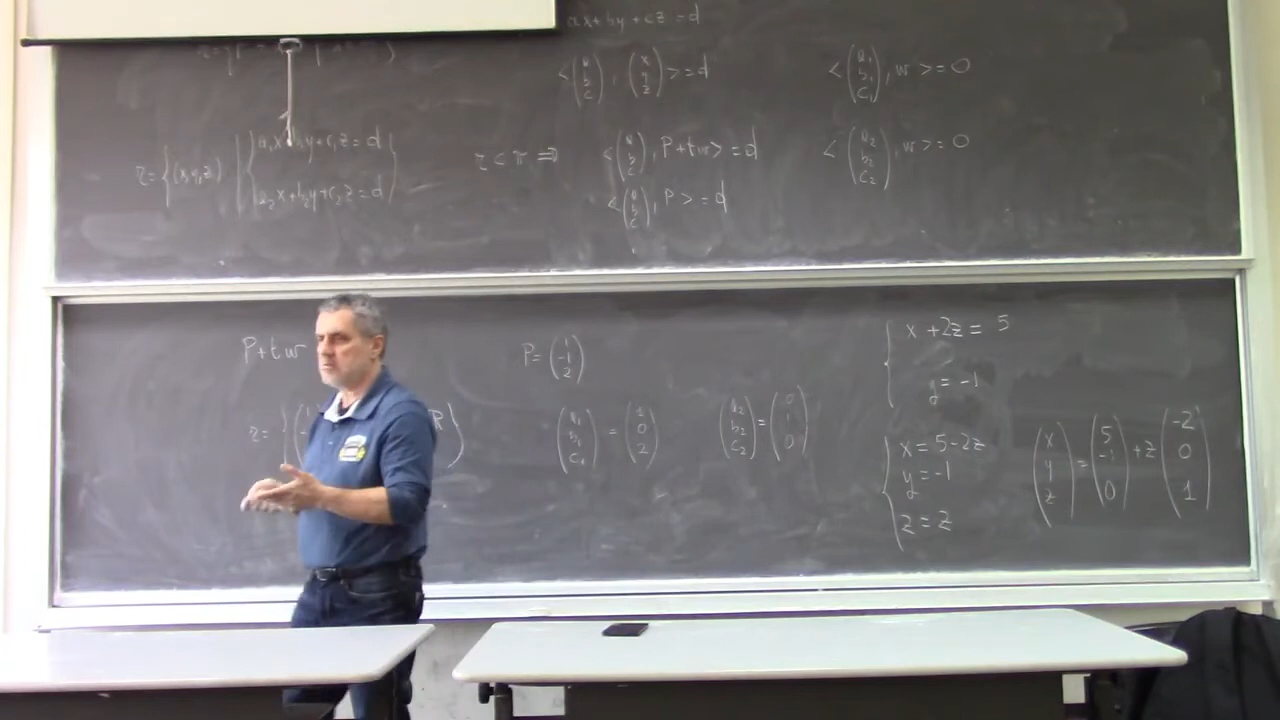 ax+by+cz=d
<(a b c), (x y z)>=d
<(a₁ b₁ c₁), w>=0
r={(x,y,z) | {a₁x+b₁y+c₁z=d
a₂x+b₂y+c₂z=d}
r⊂π ⇒ <(a b c), P+tw>=d
<(a₂ b₂ c₂), w>=0
<(a b c), P>=d
P+tw
P=(1 -1 2)
{x+2z=5
y=-1
r={(
R}
(a₁ b₁ c₁)=(1 0 2)
(a₂ b₂ c₂)=(0 1 0)
{x=5-2z
y=-1
z=z
(x y z)=(5 -1 0)+z(-2 0 1)